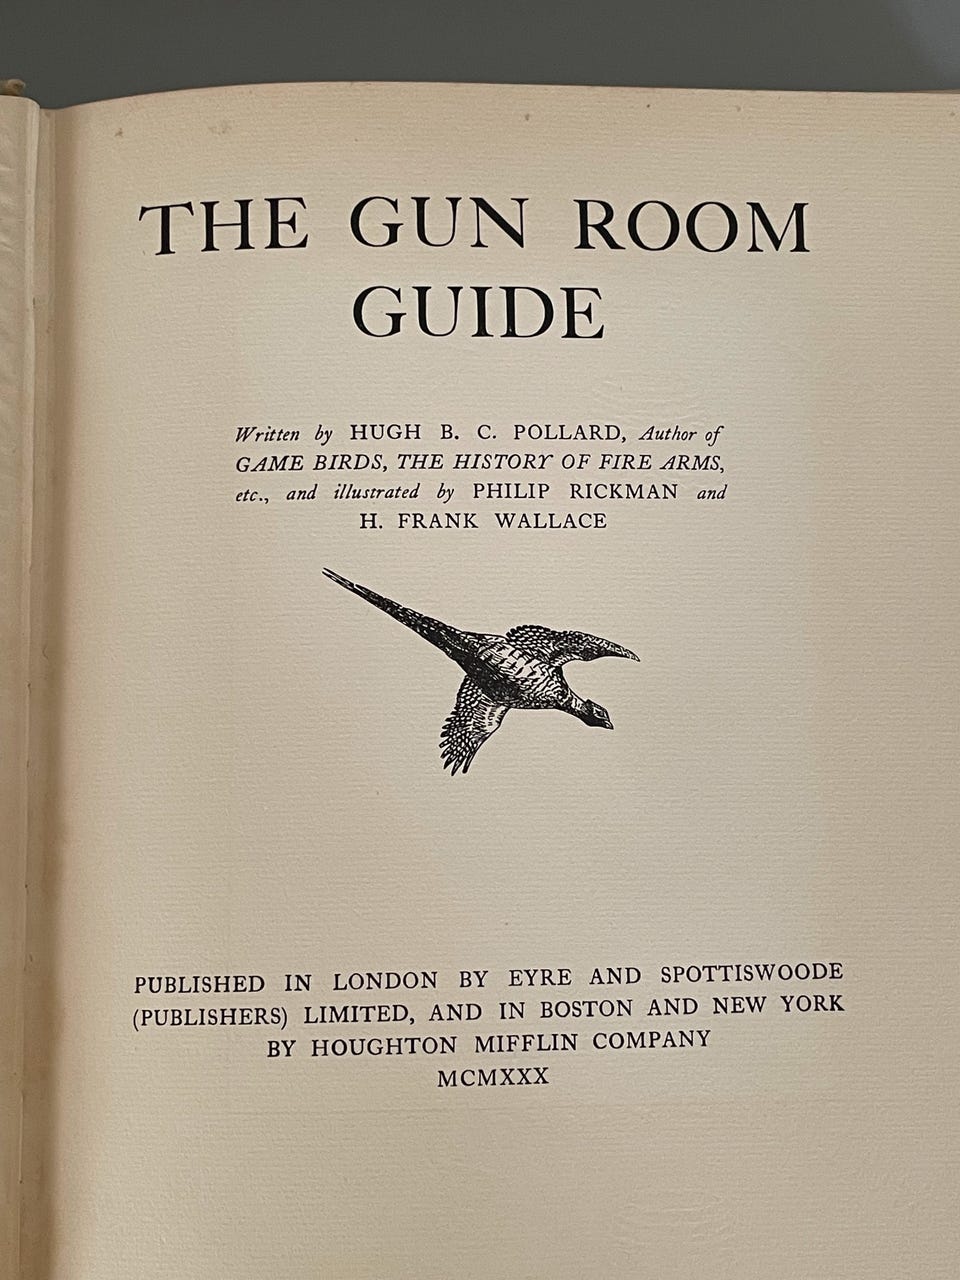 THE GUN ROOM
GUIDE
Written by HUGH B. C. POLLARD, Author of
GAME BIRDS, THE HISTORY OF FIRE ARMS,
etc., and illustrated by PHILIP RICKMAN and
H. FRANK WALLACE
PUBLISHED IN LONDON BY EYRE AND SPOTTISWOODE
(PUBLISHERS) LIMITED, AND IN BOSTON AND NEW YORK
BY HOUGHTON MIFFLIN COMPANY
MCMXXX